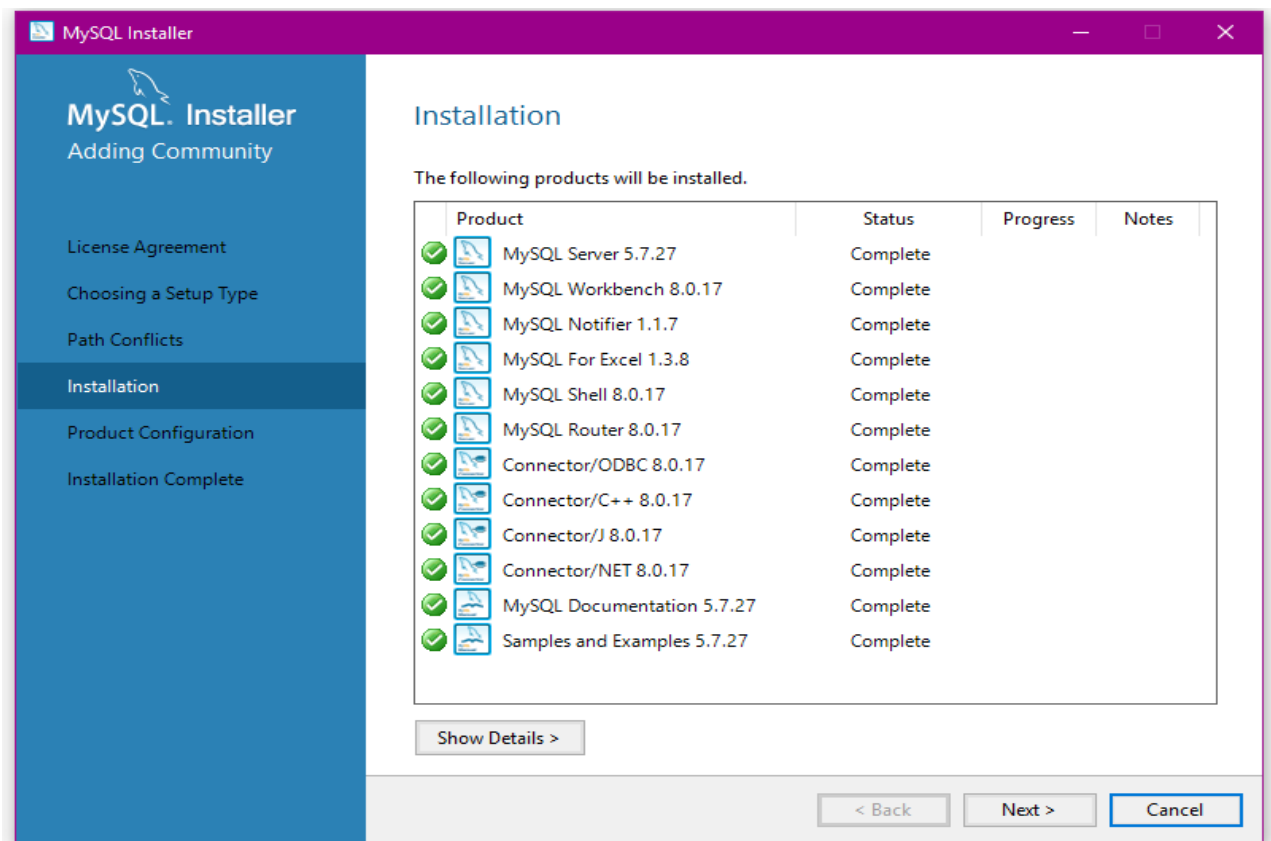 MySQL Installer
MySQL. Installer
Adding Community
License Agreement
Choosing a Setup Type
Path Conflicts
Installation
Product Configuration
Installation Complete
Installation
The following products will be installed.
Product Status Progress Notes
MySQL Server 5.7.27 Complete
MySQL Workbench 8.0.17 Complete
MySQL Notifier 1.1.7 Complete
MySQL For Excel 1.3.8 Complete
MySQL Shell 8.0.17 Complete
MySQL Router 8.0.17 Complete
Connector/ODBC 8.0.17 Complete
Connector/C++ 8.0.17 Complete
Connector/J 8.0.17 Complete
Connector/NET 8.0.17 Complete
MySQL Documentation 5.7.27 Complete
Samples and Examples 5.7.27 Complete
Show Details >
< Back Next > Cancel